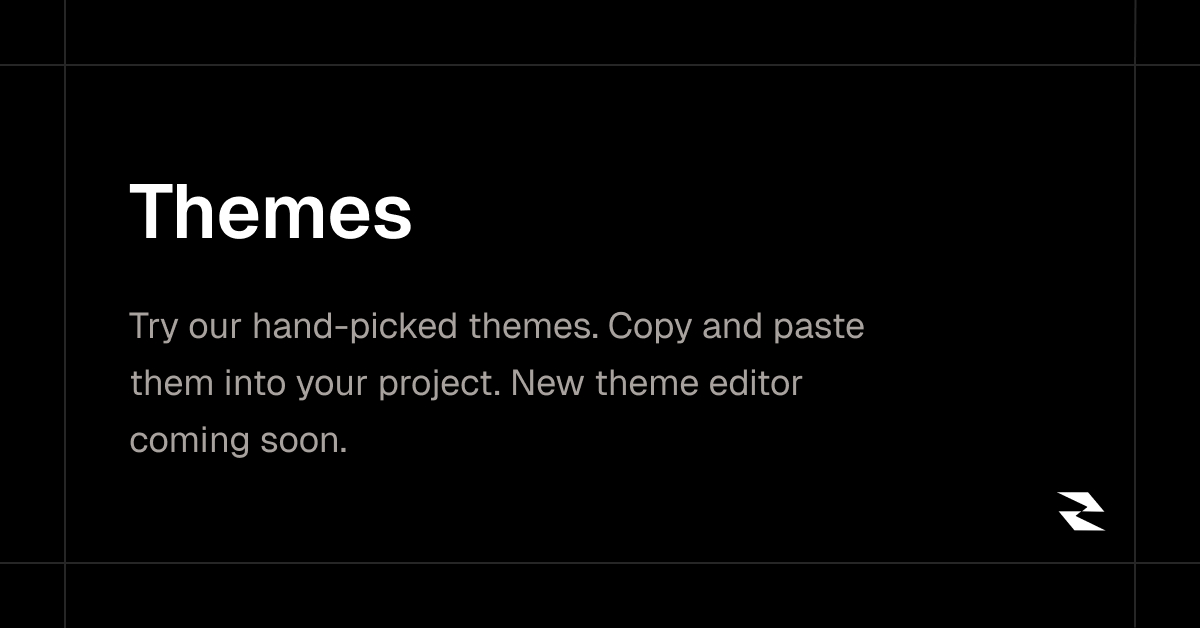 Themes
Try our hand-picked themes. Copy and paste
them into your project. New theme editor
coming soon.